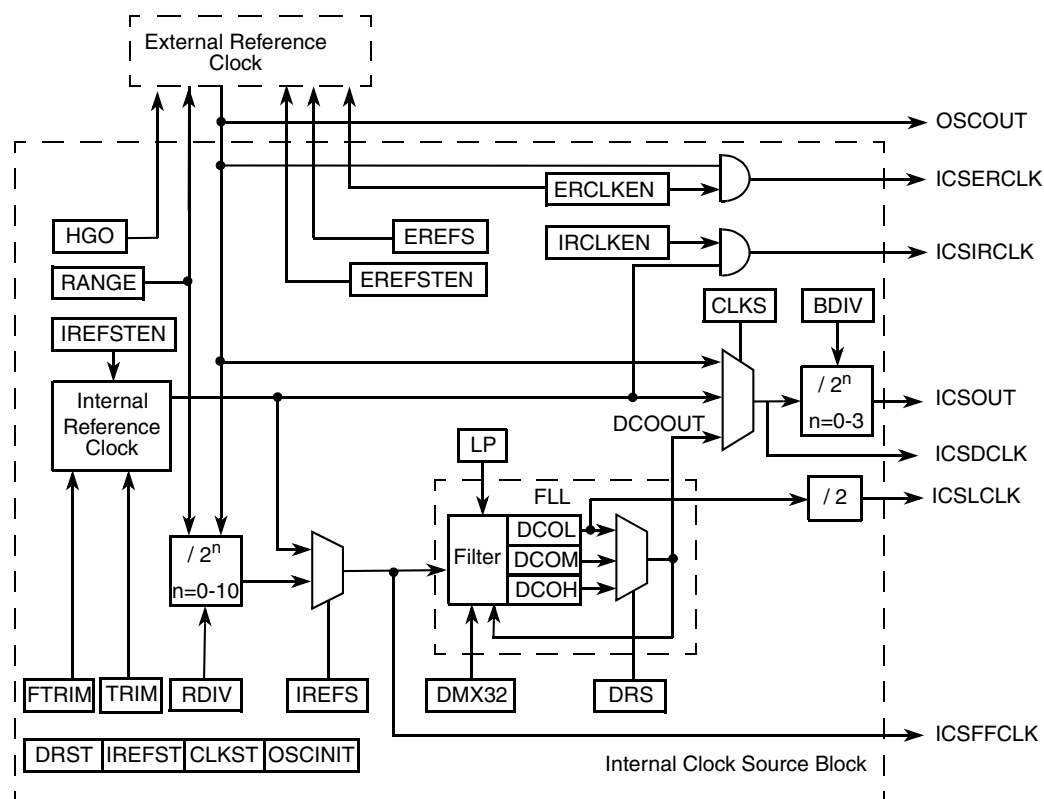 External Reference
Clock
OSCOUT
ICSERCLK
ERCLKEN
HGO
EREFS
IRCLKEN
ICSIRCLK
RANGE
EREFSTEN
CLKS
BDIV
IREFSTEN
Internal
Reference
Clock
/ 2ⁿ
n=0-3
ICSOUT
DCOOUT
LP
ICSDCLK
FLL
/ 2
ICSLCLK
DCOL
/ 2ⁿ
n=0-10
Filter
DCOM
DCOH
FTRIM
TRIM
RDIV
IREFS
DMX32
DRS
ICSFFCLK
DRST
IREFST
CLKST
OSCINIT
Internal Clock Source Block